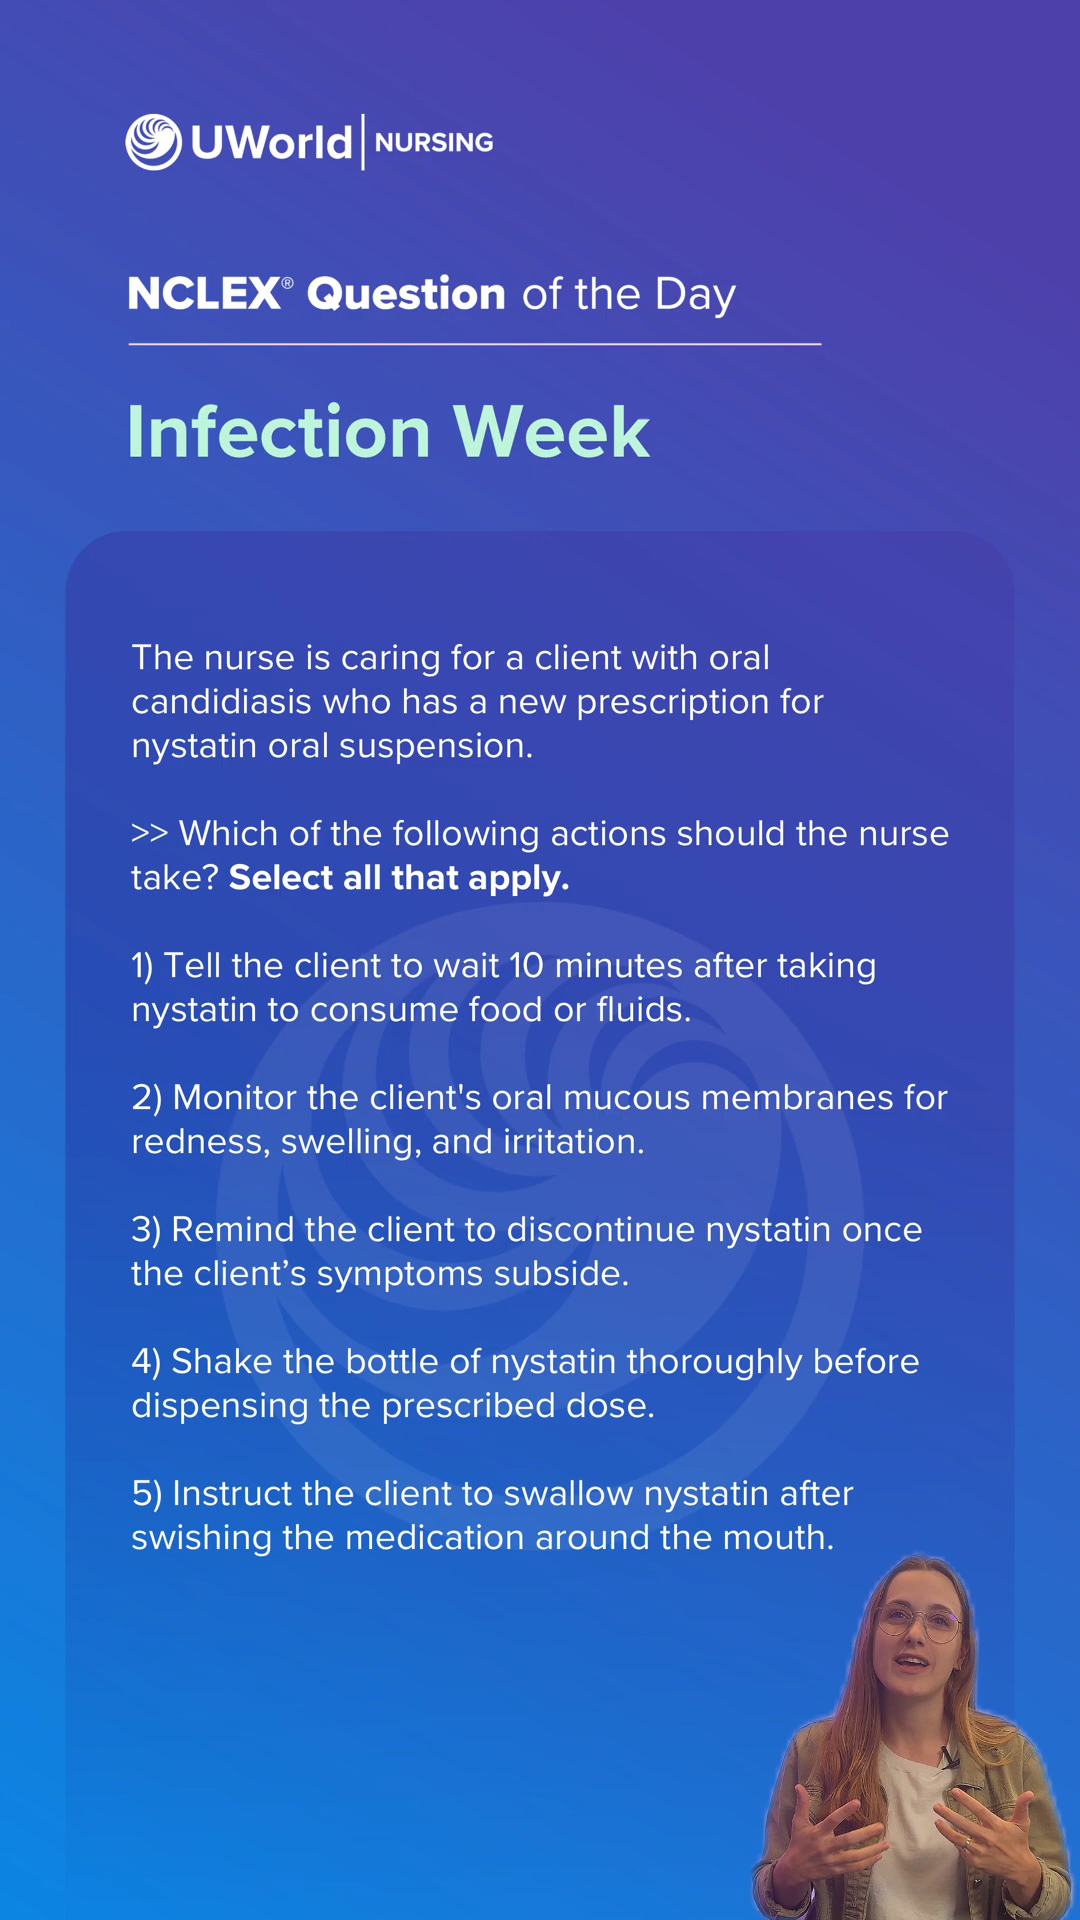 UWorld | NURSING
NCLEX® Question of the Day
Infection Week
The nurse is caring for a client with oral
candidiasis who has a new prescription for
nystatin oral suspension.
>> Which of the following actions should the nurse
take? Select all that apply.
1) Tell the client to wait 10 minutes after taking
nystatin to consume food or fluids.
2) Monitor the client's oral mucous membranes for
redness, swelling, and irritation.
3) Remind the client to discontinue nystatin once
the client’s symptoms subside.
4) Shake the bottle of nystatin thoroughly before
dispensing the prescribed dose.
5) Instruct the client to swallow nystatin after
swishing the medication around the mouth.